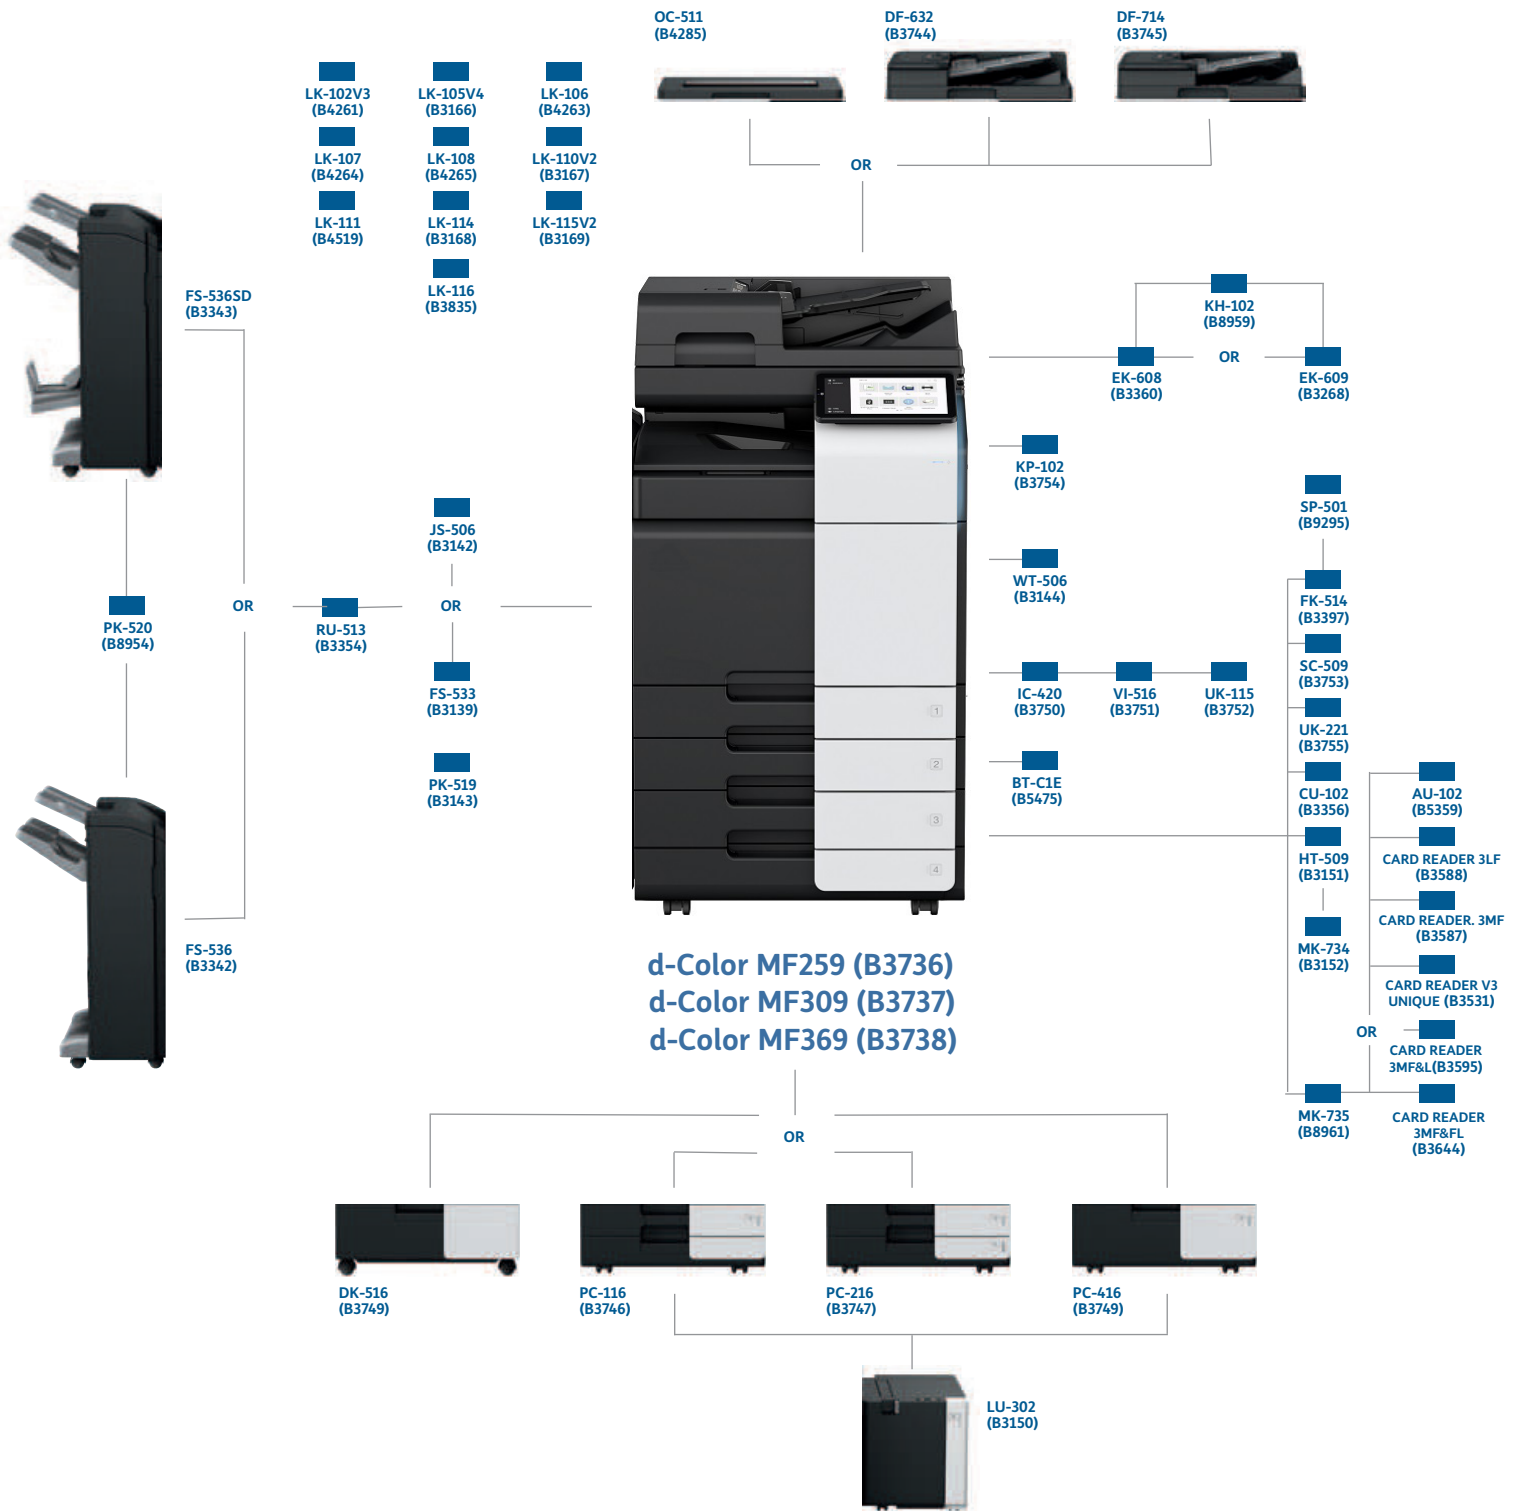 OC-511
(B4285)
DF-632
(B3744)
DF-714
(B3745)
LK-102V3
(B4261)
LK-105V4
(B3166)
LK-106
(B4263)
LK-107
(B4264)
LK-108
(B4265)
LK-110V2
(B3167)
LK-111
(B4519)
LK-114
(B3168)
LK-115V2
(B3169)
LK-116
(B3835)
OR
FS-536SD
(B3343)
KH-102
(B8959)
EK-608
(B3360)
OR
EK-609
(B3268)
KP-102
(B3754)
SP-501
(B9295)
JS-506
(B3142)
WT-506
(B3144)
FK-514
(B3397)
PK-520
(B8954)
OR
RU-513
(B3354)
OR
SC-509
(B3753)
FS-533
(B3139)
IC-420
(B3750)
VI-516
(B3751)
UK-115
(B3752)
UK-221
(B3755)
PK-519
(B3143)
BT-C1E
(B5475)
CU-102
(B3356)
AU-102
(B5359)
HT-509
(B3151)
CARD READER 3LF
(B3588)
CARD READER. 3MF
(B3587)
MK-734
(B3152)
CARD READER V3
UNIQUE (B3531)
OR
CARD READER
3MF&L(B3595)
MK-735
(B8961)
CARD READER
3MF&FL
(B3644)
FS-536
(B3342)
1
2
3
4
d-Color MF259 (B3736)
d-Color MF309 (B3737)
d-Color MF369 (B3738)
OR
DK-516
(B3749)
PC-116
(B3746)
PC-216
(B3747)
PC-416
(B3749)
LU-302
(B3150)